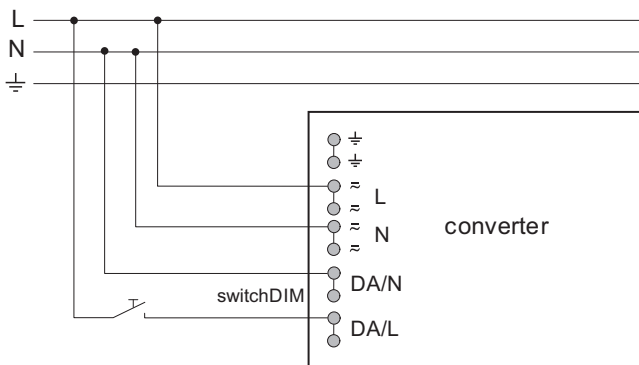 L
N
⏚
⏚
⏚
≂
L
≂
≂
N
≂
converter
DA/N
switchDIM
DA/L